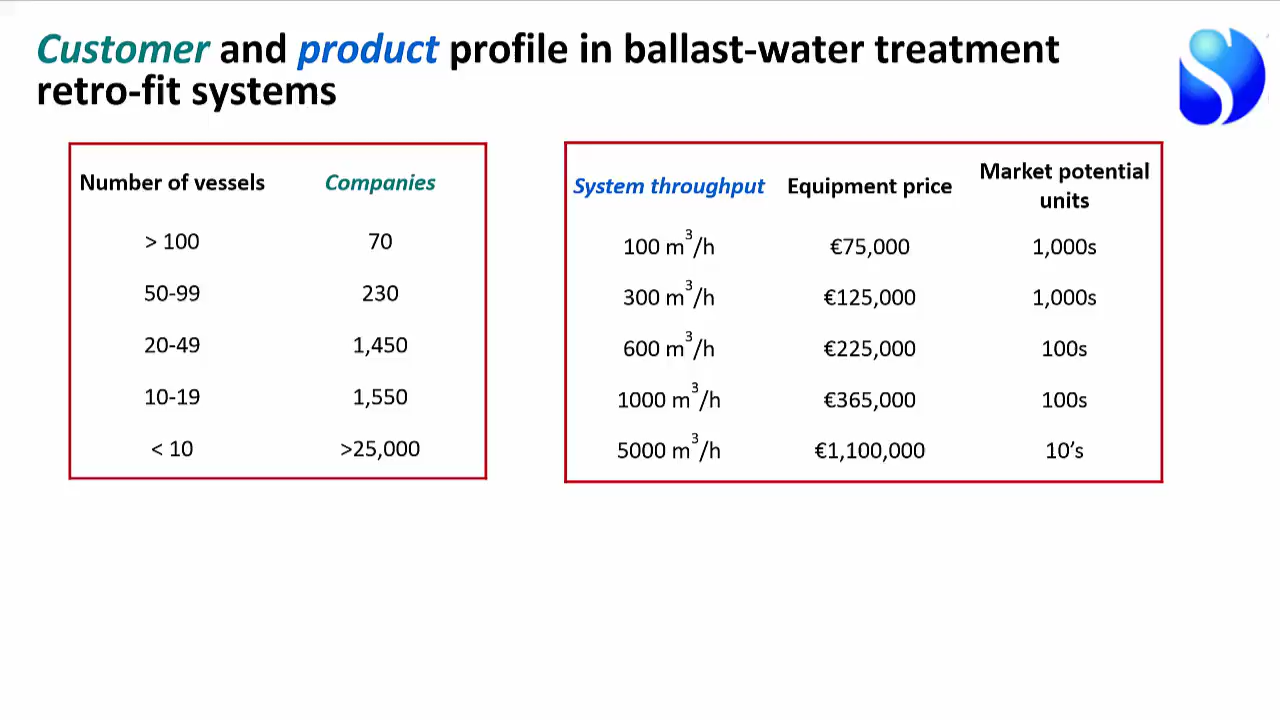 Customer and product profile in ballast-water treatment
retro-fit systems
Number of vessels Companies
> 100 70
50-99 230
20-49 1,450
10-19 1,550
< 10 >25,000
System throughput Equipment price Market potential units
100 m³/h €75,000 1,000s
300 m³/h €125,000 1,000s
600 m³/h €225,000 100s
1000 m³/h €365,000 100s
5000 m³/h €1,100,000 10’s